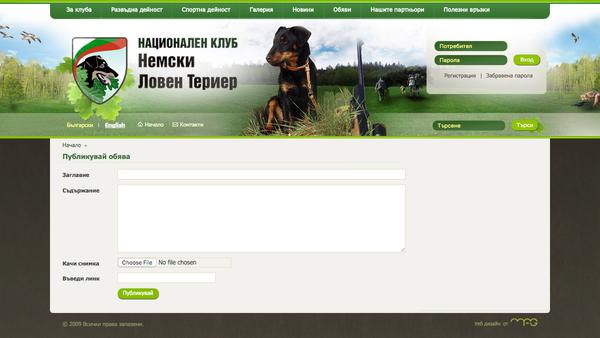 За клуба Развъдна дейност Спортна дейност Галерия Новини Обяви Нашите партньори Полезни връзки
НАЦИОНАЛЕН КЛУБ
Немски
Ловен Териер
Потребител
Парола Вход
Регистрация | Забравена парола
Български | English Начало Контакти
Търсене Търси
Начало »
Публикувай обява
Заглавие
Съдържание
Качи снимка Choose File No file chosen
Въведи линк
Публикувай
© 2009 Всички права запазени. уеб дизайн от